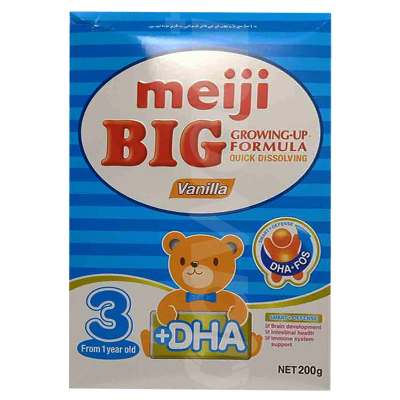 meiji
BIG
GROWING-UP
FORMULA
QUICK DISSOLVING
Vanilla
SMART+DEFENSE
DHA+FOS
3
From 1 year old
+DHA
SMART+DEFENSE
Brain development
Intestinal health
Immune system
support
NET 200g